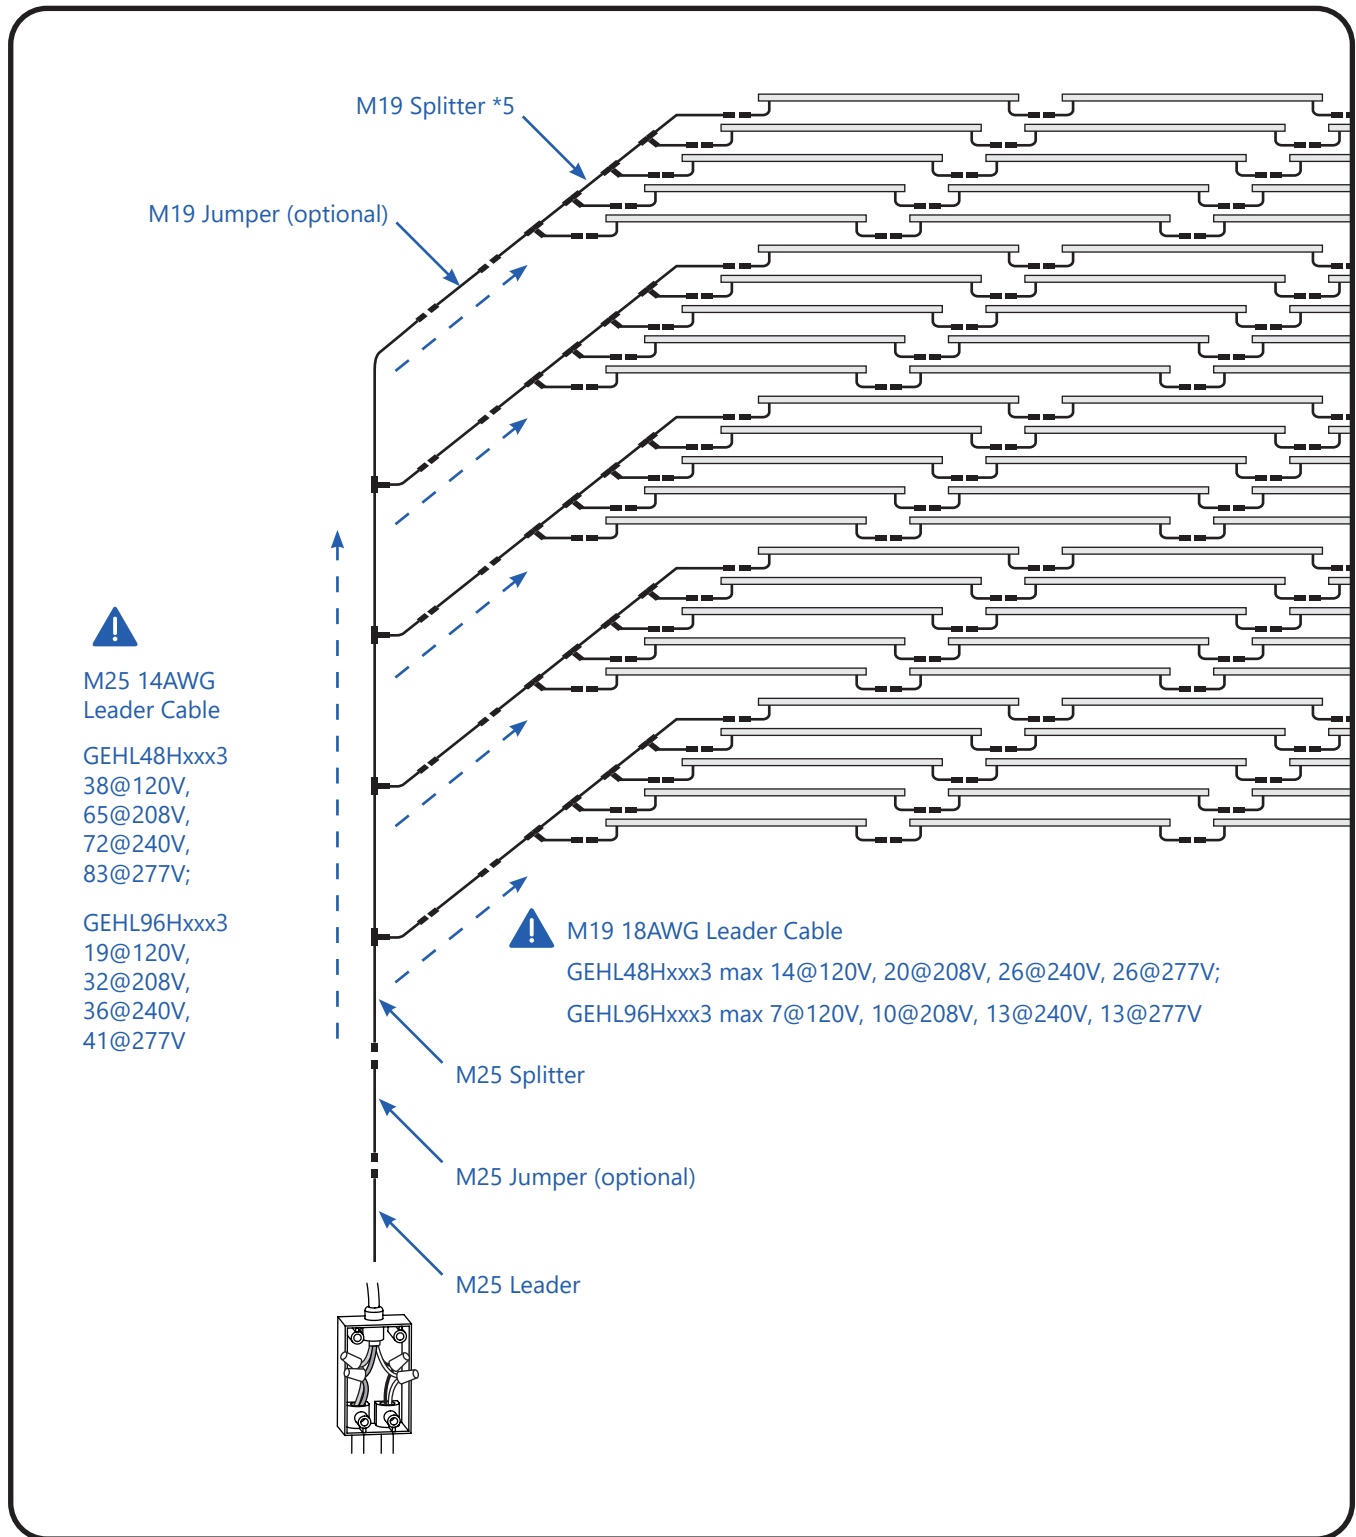 M19 Splitter *5
M19 Jumper (optional)
M25 14AWG
Leader Cable
GEHL48Hxxx3
38@120V,
65@208V,
72@240V,
83@277V;
GEHL96Hxxx3
19@120V,
32@208V,
36@240V,
41@277V
M19 18AWG Leader Cable
GEHL48Hxxx3 max 14@120V, 20@208V, 26@240V, 26@277V;
GEHL96Hxxx3 max 7@120V, 10@208V, 13@240V, 13@277V
M25 Splitter
M25 Jumper (optional)
M25 Leader